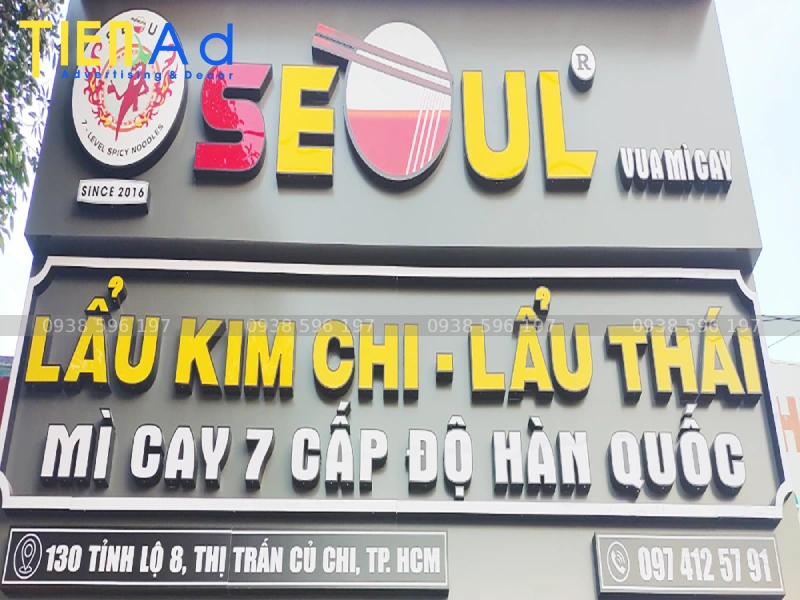 TIEN Ad
Advertising & Decor
7 - LEVEL SPICY NOODLES
SINCE 2016
SEOUL ®
VUA MÌ CAY
LẨU KIM CHI - LẨU THÁI
0938 596 197 0938 596 197 0938 596 197 0938 596 197
MÌ CAY 7 CẤP ĐỘ HÀN QUỐC
130 TỈNH LỘ 8, THỊ TRẤN CỦ CHI, TP. HCM
097 412 57 91